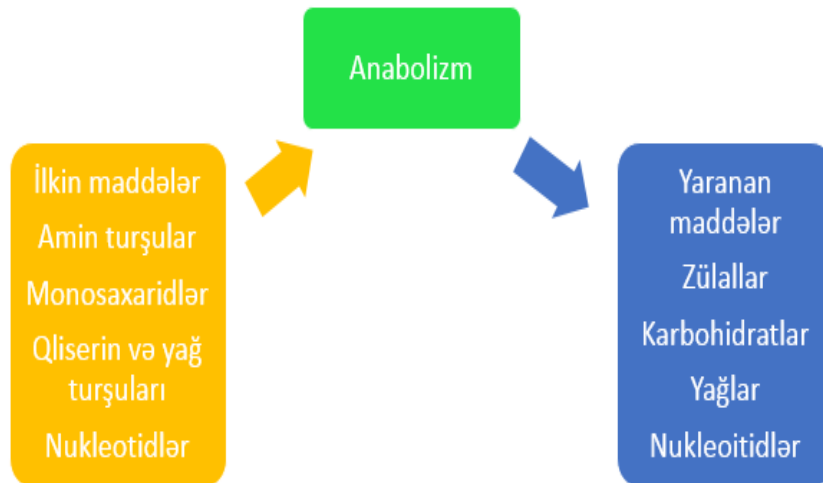 Anabolizm
İlkin maddələr
Amin turşular
Monosaxaridlər
Qliserin və yağ
turşuları
Nukleotidlər
Yaranan
maddələr
Zülallar
Karbohidratlar
Yağlar
Nukleoitidlər